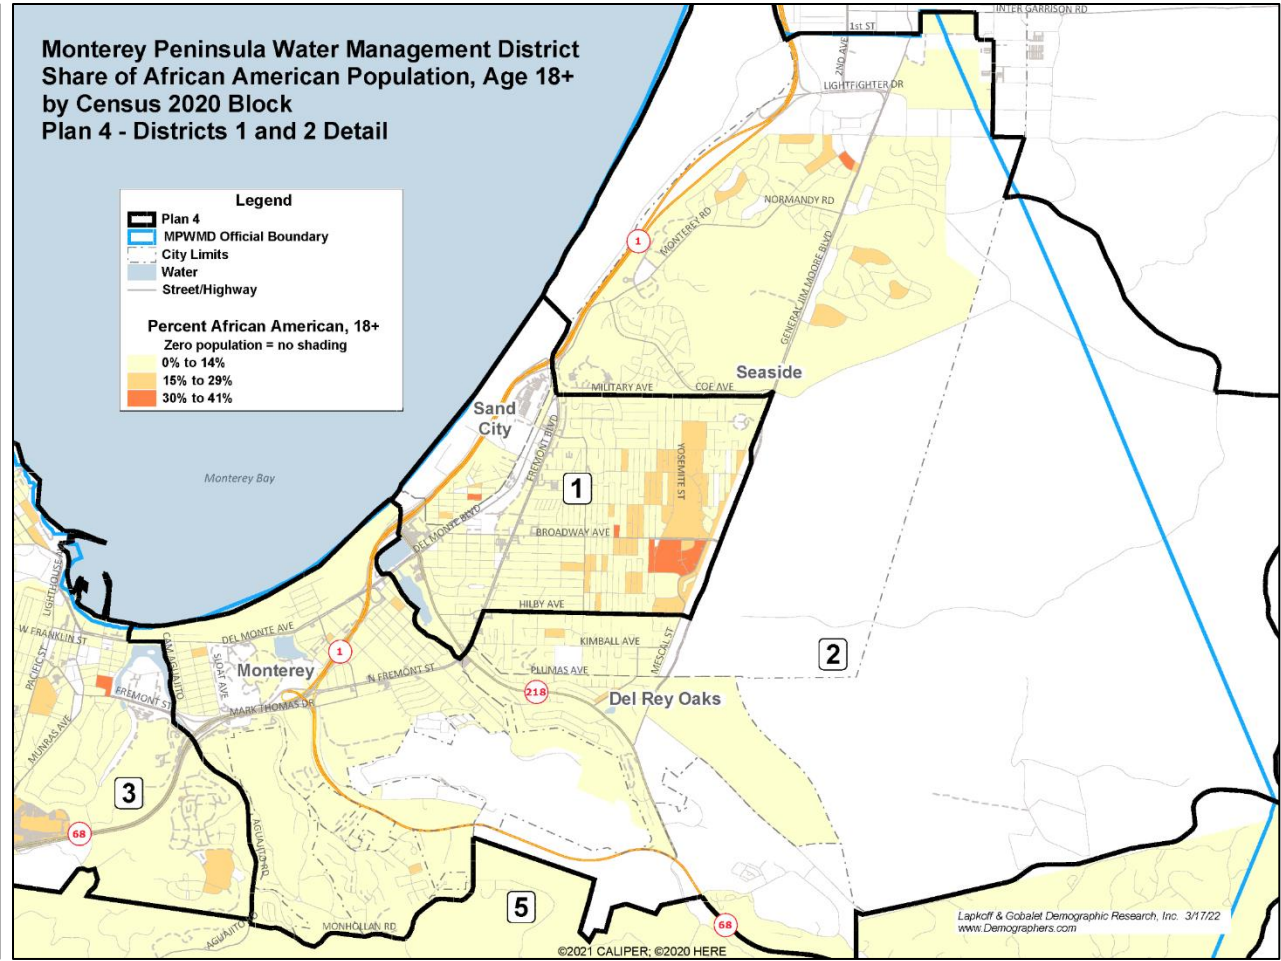 Monterey Peninsula Water Management District
Share of African American Population, Age 18+
by Census 2020 Block
Plan 4 - Districts 1 and 2 Detail
Legend
Plan 4
MPWMD Official Boundary
City Limits
Water
Street/Highway
Percent African American, 18+
Zero population = no shading
0% to 14%
15% to 29%
30% to 41%
INTER GARRISON RD
1st ST
2ND AVE
LIGHTFIGHTER DR
NORMANDY RD
MONTEREY RD
1
GENERAL JIM MOORE BLVD
Seaside
MILITARY AVE
COE AVE
Sand
City
FREMONT BLVD
YOSEMITE ST
Monterey Bay
1
BROADWAY AVE
DEL MONTE BLVD
LIGHTHOUSE
HILBY AVE
W FRANKLIN ST
CAM AGUAJITO
DEL MONTE AVE
KIMBALL AVE
MESCAL ST
2
PACIFIC ST
SLOAT AVE
1
Monterey
N FREMONT ST
PLUMAS AVE
218
Del Rey Oaks
FREMONT ST
MARK THOMAS DR
MUNRAS AVE
3
68
AGUAJITO RD
5
AGUAJITO RD
MONHOLLAN RD
68
Lapkoff & Gobalet Demographic Research, Inc. 3/17/22
www.Demographers.com
©2021 CALIPER; ©2020 HERE